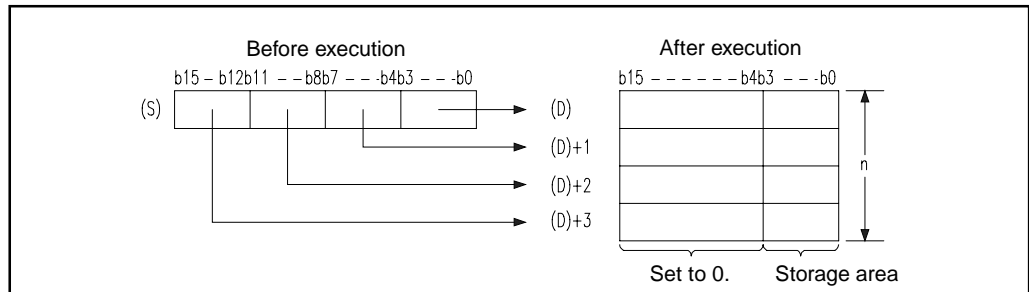 Before execution
After execution
b15 – b12b11 – – b8b7 – – – b4b3 – – – b0
b15 – – – – – – b4b3 – – – b0
(S)
(D)
(D)+1
(D)+2
(D)+3
n
Set to 0.
Storage area